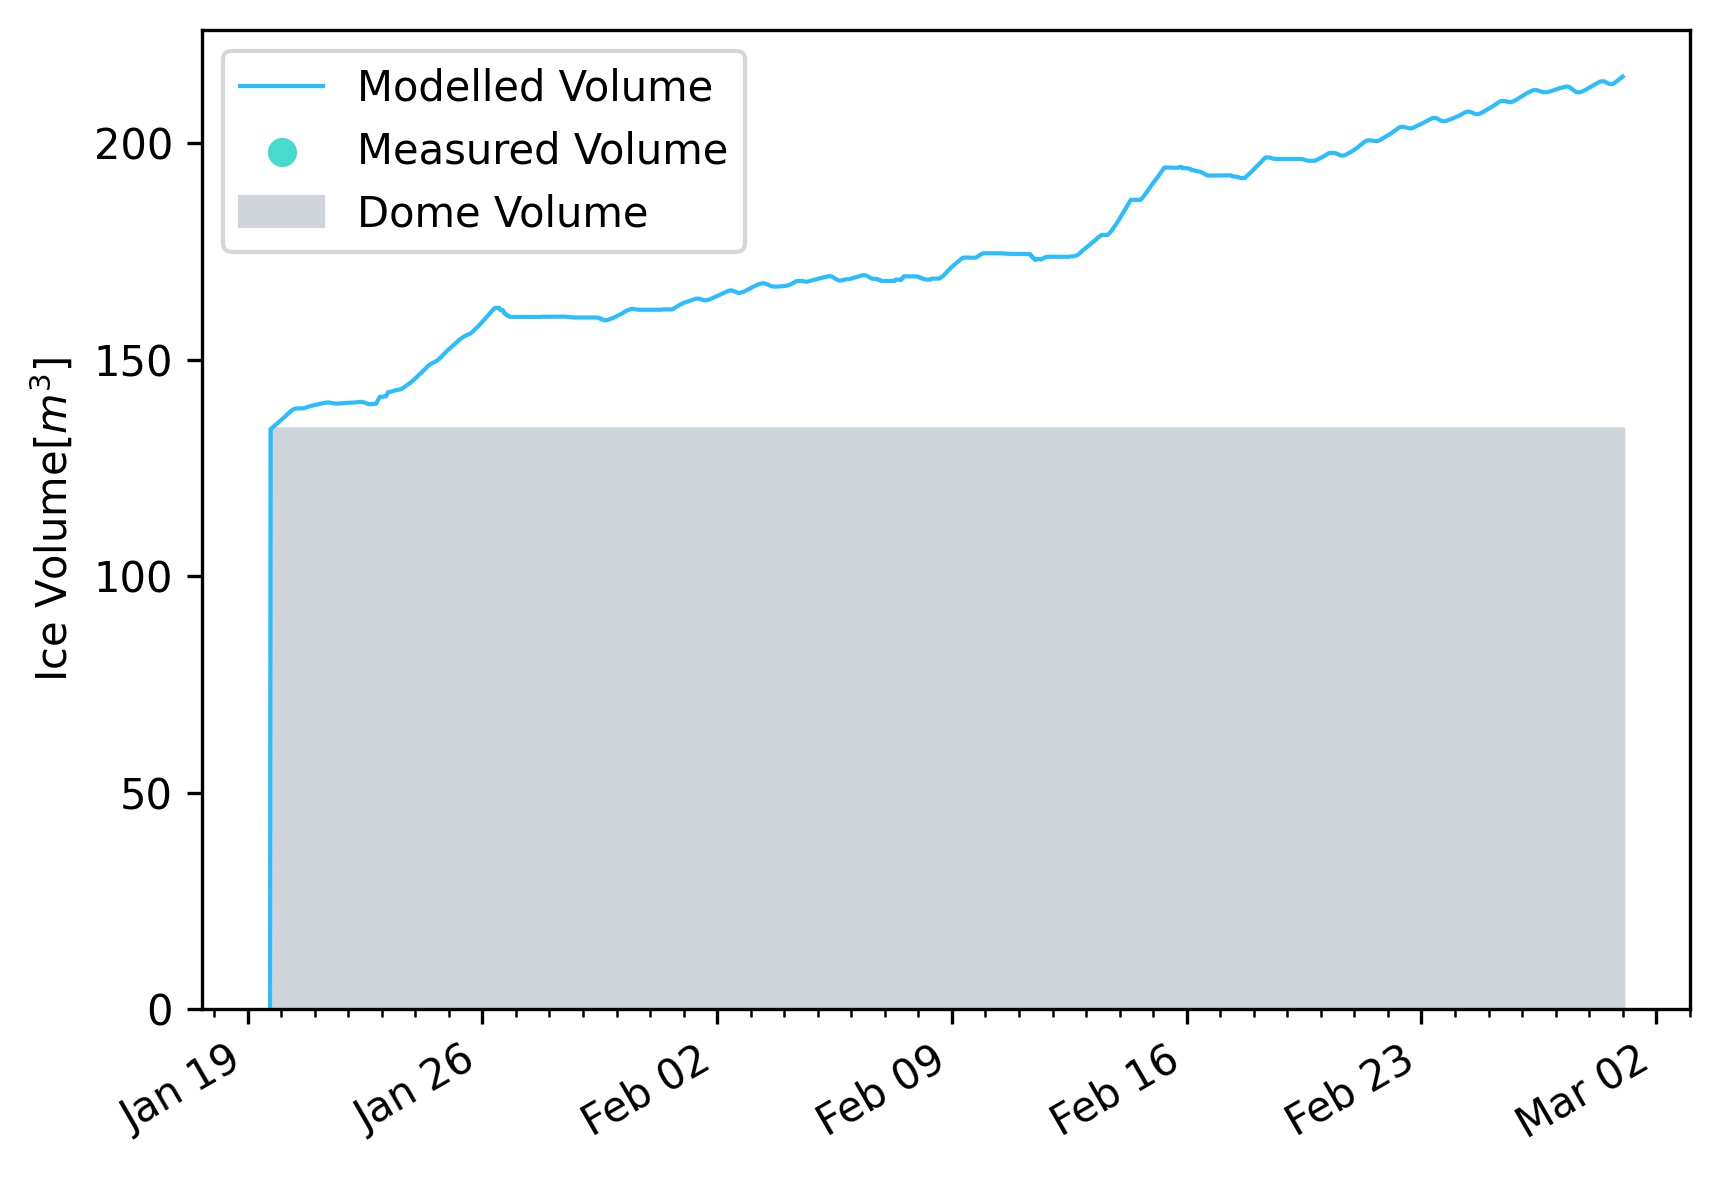 Modelled Volume
Measured Volume
Dome Volume
Ice Volume[m³]
200
150
100
50
0
Jan 19
Jan 26
Feb 02
Feb 09
Feb 16
Feb 23
Mar 02